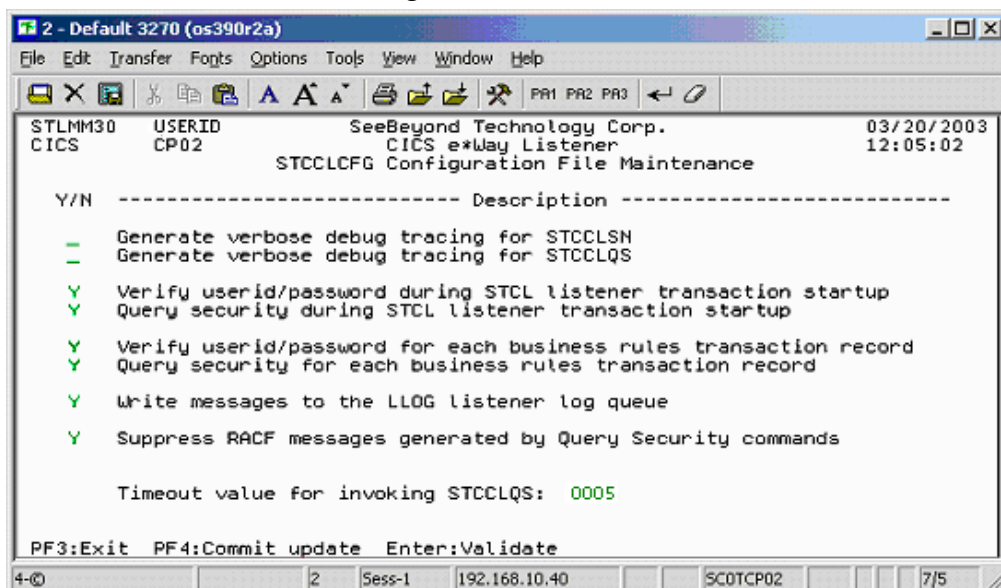 2 - Default 3270 (os390r2a)
File Edit Transfer Fonts Options Tools View Window Help
A A A PA1 PA2 PA3
STLMM30 USERID SeeBeyond Technology Corp. 03/20/2003
CICS CP02 CICS e*Way Listener 12:05:02
STCCLCFG Configuration File Maintenance
Y/N ---------------------------- Description ---------------------------
_ Generate verbose debug tracing for STCCLSN
_ Generate verbose debug tracing for STCCLQS
Y Verify userid/password during STCL listener transaction startup
Y Query security during STCL listener transaction startup
Y Verify userid/password for each business rules transaction record
Y Query security for each business rules transaction record
Y Write messages to the LLOG listener log queue
Y Suppress RACF messages generated by Query Security commands
Timeout value for invoking STCCLQS: 0005
PF3:Exit PF4:Commit update Enter:Validate
4-© 2 Sess-1 192.168.10.40 SC0TCP02 7/5